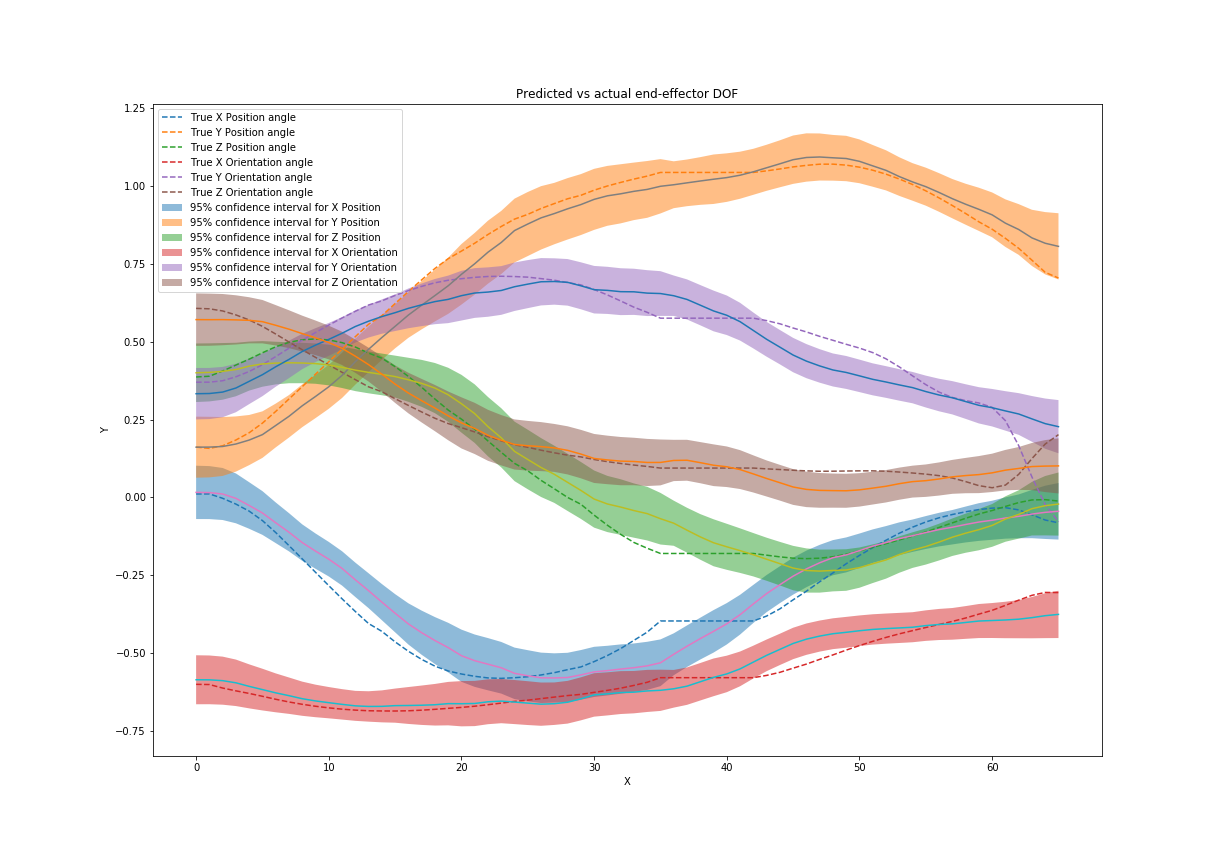 Predicted vs actual end-effector DOF
1.25
1.00
0.75
0.50
0.25
0.00
−0.25
−0.50
−0.75
Y
True X Position angle
True Y Position angle
True Z Position angle
True X Orientation angle
True Y Orientation angle
True Z Orientation angle
95% confidence interval for X Position
95% confidence interval for Y Position
95% confidence interval for Z Position
95% confidence interval for X Orientation
95% confidence interval for Y Orientation
95% confidence interval for Z Orientation
0 10 20 30 40 50 60
X